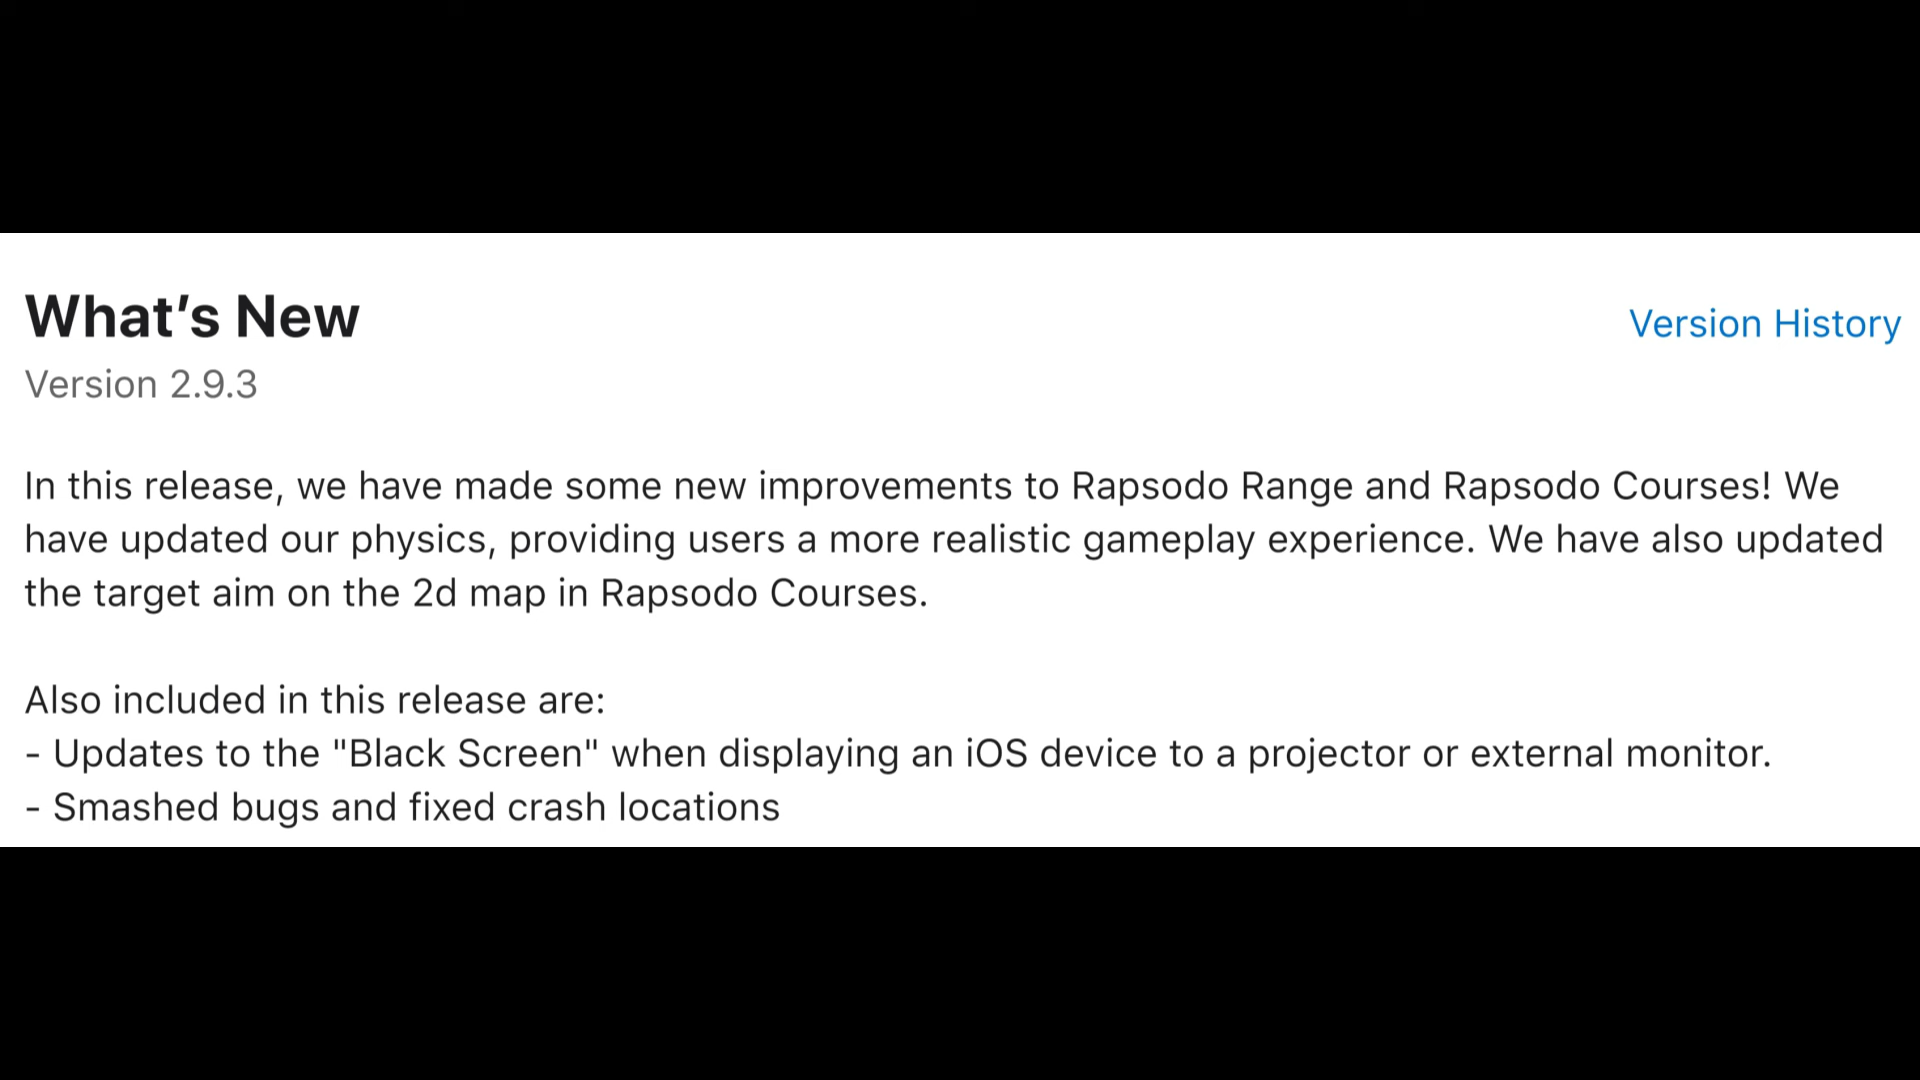 What's New
Version History
Version 2.9.3
In this release, we have made some new improvements to Rapsodo Range and Rapsodo Courses! We
have updated our physics, providing users a more realistic gameplay experience. We have also updated
the target aim on the 2d map in Rapsodo Courses.
Also included in this release are:
- Updates to the "Black Screen" when displaying an iOS device to a projector or external monitor.
- Smashed bugs and fixed crash locations